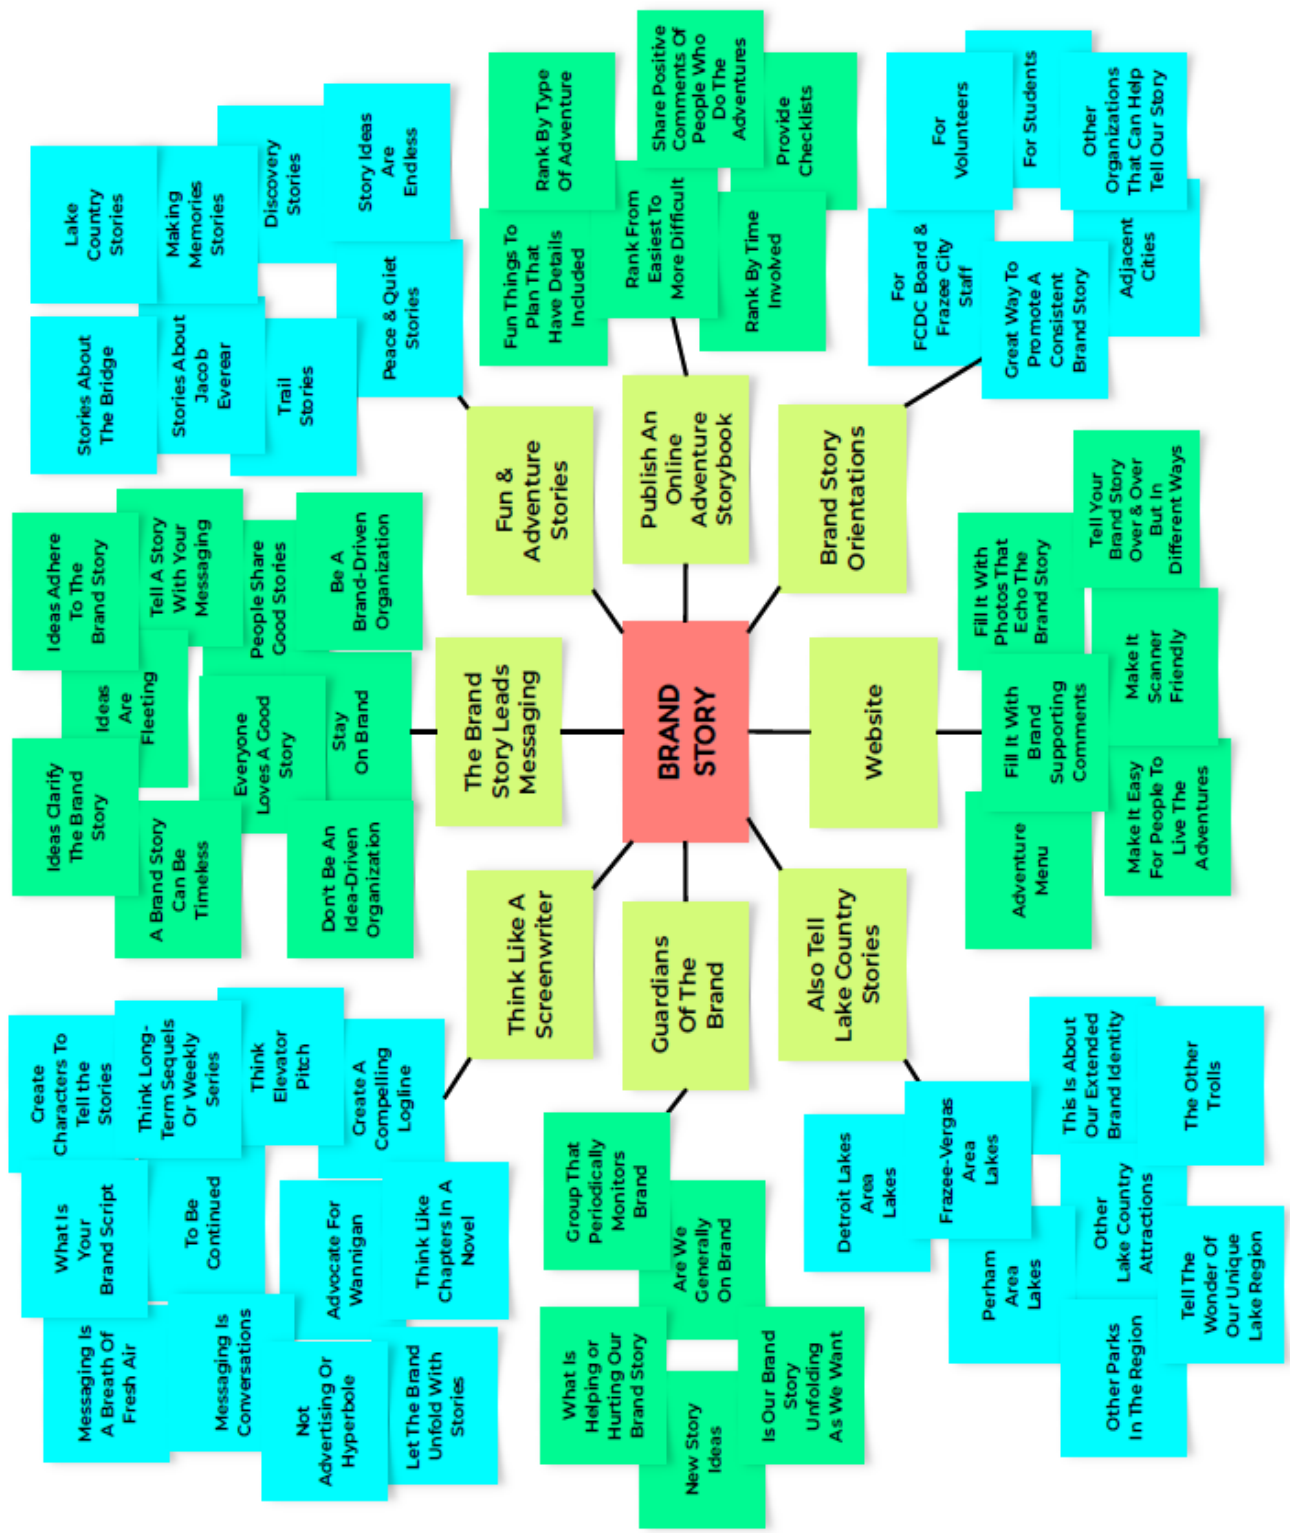 BRAND
STORY
Think Like A
Screenwriter
Create
Characters To
Tell the
Stories
Think Long-
Term Sequels
Or Weekly
Series
Think
Elevator
Pitch
Create A
Compelling
Logline
What Is
Your
Brand Script
To Be
Continued
Advocate For
Wannigan
Think Like
Chapters In A
Novel
Messaging Is
A Breath Of
Fresh Air
Messaging Is
Conversations
Not
Advertising Or
Hyperbole
Let The Brand
Unfold With
Stories
The Brand
Story Leads
Messaging
Ideas Clarify
The Brand
Story
Ideas
Are
Fleeting
Ideas Adhere
To The
Brand Story
A Brand Story
Can Be
Timeless
Everyone
Loves A Good
Story
Tell A Story
With Your
Messaging
People Share
Good Stories
Stay
On Brand
Don't Be An
Idea-Driven
Organization
Be A
Brand-Driven
Organization
Fun &
Adventure
Stories
Stories About
The Bridge
Lake
Country
Stories
Stories About
Jacob
Everear
Making
Memories
Stories
Trail
Stories
Discovery
Stories
Peace & Quiet
Stories
Story Ideas
Are
Endless
Publish An
Online
Adventure
Storybook
Fun Things To
Plan That
Have Details
Included
Rank By Type
Of Adventure
Rank From
Easiest To
More Difficult
Share Positive
Comments Of
People Who
Do The
Adventures
Rank By Time
Involved
Provide
Checklists
Brand Story
Orientations
For
FCDC Board &
Frazee City
Staff
For
Volunteers
For Students
Great Way To
Promote A
Consistent
Brand Story
Other
Organizations
That Can Help
Tell Our Story
Adjacent
Cities
Website
Adventure
Menu
Fill It With
Brand
Supporting
Comments
Fill It With
Photos That
Echo The
Brand Story
Make It Easy
For People To
Live The
Adventures
Make It
Scanner
Friendly
Tell Your
Brand Story
Over & Over
But In
Different Ways
Also Tell
Lake Country
Stories
Detroit Lakes
Area
Lakes
Frazee-Vergas
Area
Lakes
Perham
Area
Lakes
This Is About
Our Extended
Brand Identity
Other
Lake Country
Attractions
Other Parks
In The Region
Tell The
Wonder Of
Our Unique
Lake Region
The Other
Trolls
Guardians
Of The
Brand
Group That
Periodically
Monitors
Brand
What Is
Helping or
Hurting Our
Brand Story
Are We
Generally
On Brand
New Story
Ideas
Is Our Brand
Story
Unfolding
As We Want